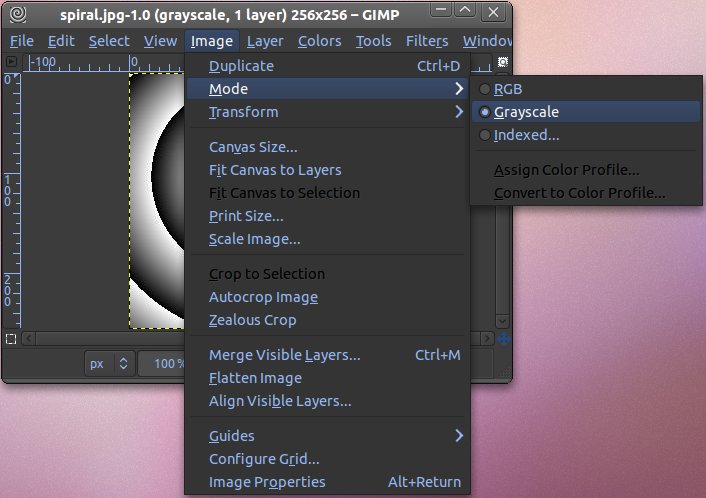 spiral.jpg-1.0 (grayscale, 1 layer) 256x256 – GIMP
File Edit Select View Image Layer Colors Tools Filters Window
-100 0
0
100
200
Duplicate Ctrl+D
Mode
Transform
Canvas Size...
Fit Canvas to Layers
Fit Canvas to Selection
Print Size...
Scale Image...
Crop to Selection
Autocrop Image
Zealous Crop
Merge Visible Layers... Ctrl+M
Flatten Image
Align Visible Layers...
Guides
Configure Grid...
Image Properties Alt+Return
RGB
Grayscale
Indexed...
Assign Color Profile...
Convert to Color Profile...
px 100 %